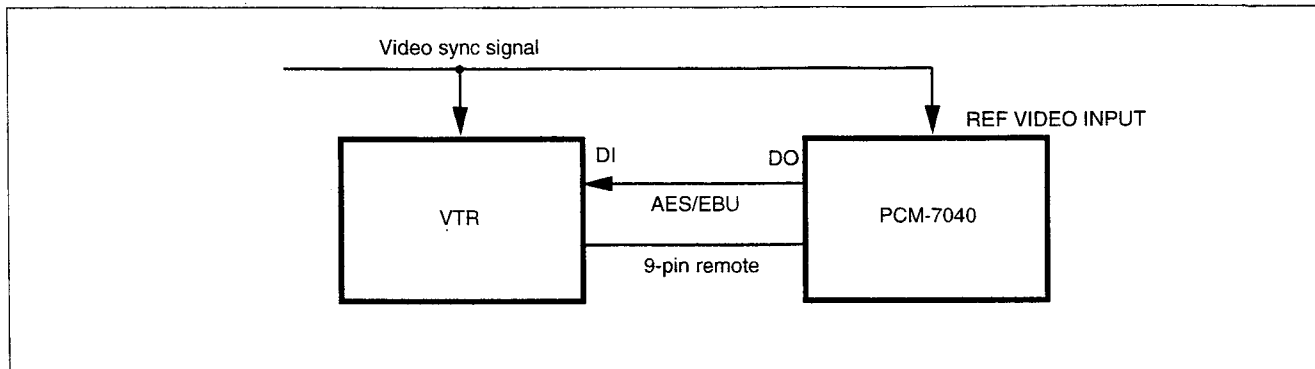 Video sync signal
REF VIDEO INPUT
DI
DO
AES/EBU
VTR
PCM-7040
9-pin remote